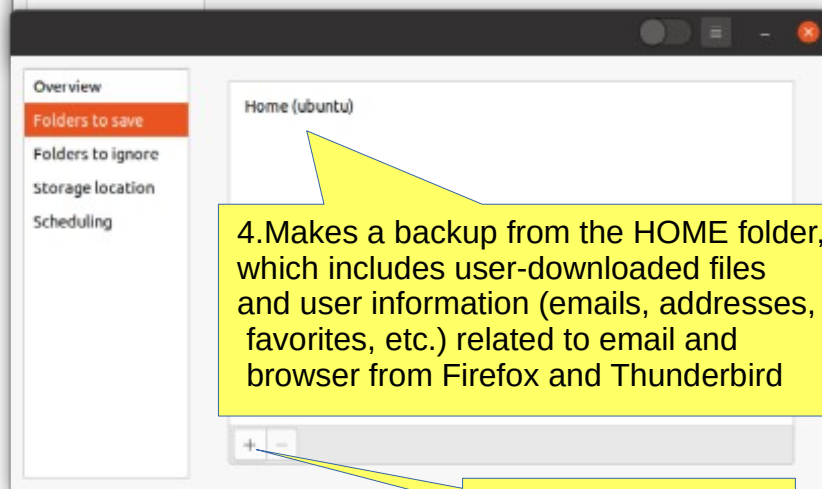 Overview
Folders to save
Folders to ignore
Storage location
Scheduling
Home (ubuntu)
4.Makes a backup from the HOME folder,
which includes user-downloaded files
and user information (emails, addresses,
favorites, etc.) related to email and
browser from Firefox and Thunderbird